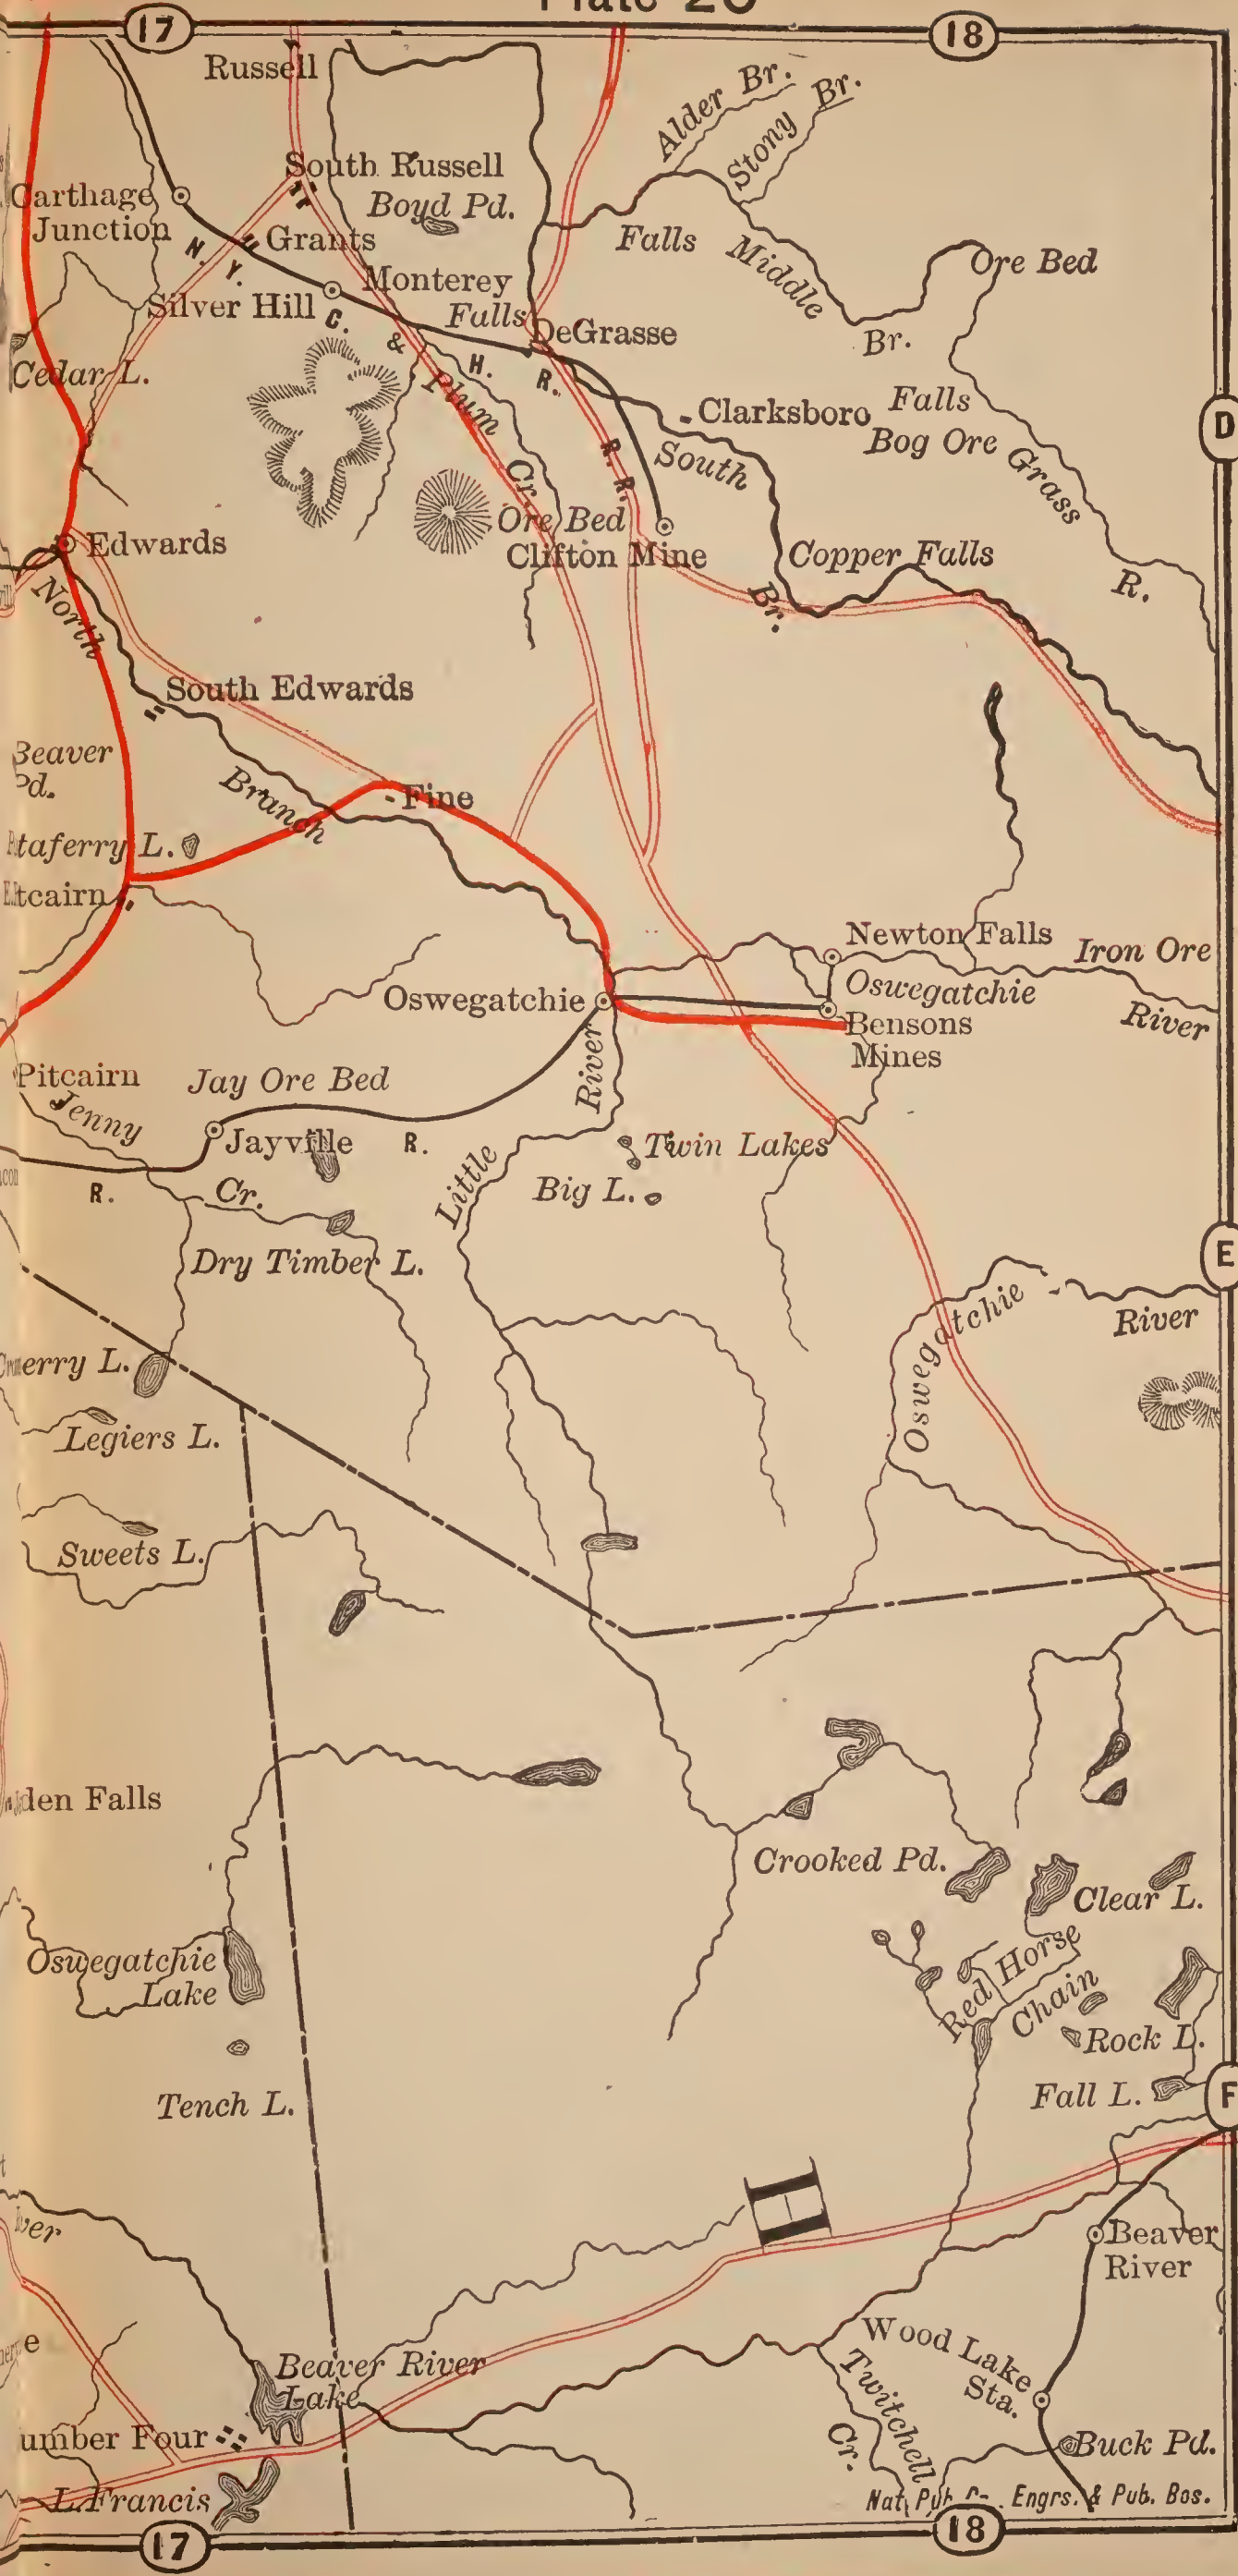 17
18
Russell
Alder Br.
Stony Br.
South Russell
Boyd Pd.
Carthage
Junction
Grants
Falls
Middle
Br.
Ore Bed
N. Y. C. & H. R. R. R.
Monterey
Silver Hill
Falls
DeGrasse
Cedar L.
Plum
Cr.
Clarksboro
Falls
Bog Ore
Grass
R.
D
South
Br.
Ore Bed
Clifton Mine
Copper Falls
Edwards
North
Branch
South Edwards
Beaver
Pd.
Fine
L.
Newton Falls
Iron Ore
Oswegatchie
Oswegatchie
River
Bensons
Mines
Pitcairn
Jenny
Cr.
Jay Ore Bed
Jayville
R.
R.
Little
River
Twin Lakes
Big L.
Dry Timber L.
E
Oswegatchie
River
L.
Legiers L.
Sweets L.
Falls
Crooked Pd.
Clear L.
Oswegatchie
Lake
Red Horse
Chain
Rock L.
Tench L.
Fall L.
F
Beaver
River
Wood Lake
Sta.
Beaver River
Lake
Twitchell
Cr.
Four
Buck Pd.
L. Francis
Engrs. & Pub. Bos.
17
18